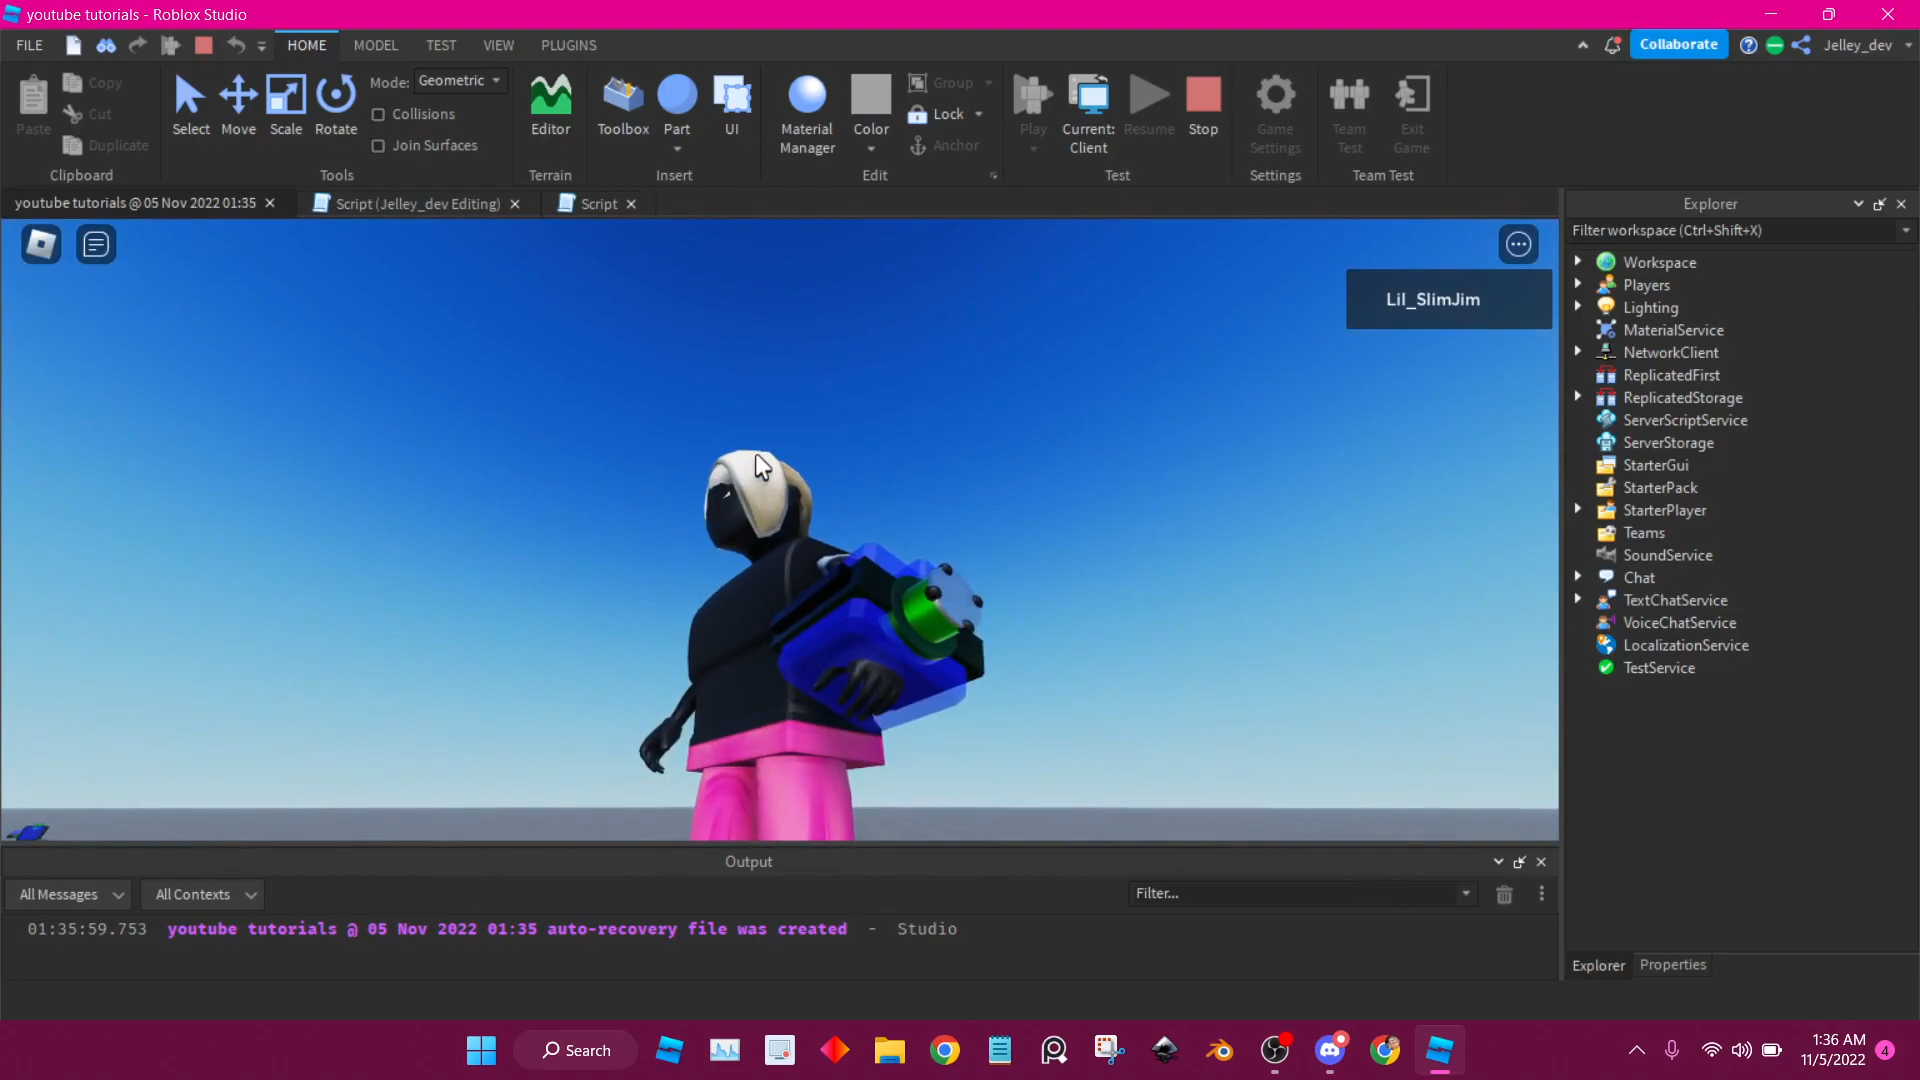 youtube tutorials - Roblox Studio
FILE HOME MODEL TEST VIEW PLUGINS Collaborate Jelley_dev
Paste Copy Cut Duplicate
Clipboard
Select Move Scale Rotate
Mode: Geometric
Collisions
Join Surfaces
Tools
Editor
Terrain
Toolbox Part UI
Insert
Material Manager
Color
Group
Lock
Anchor
Edit
Play
Current: Client
Resume
Stop
Test
Game Settings
Settings
Team Test
Exit Game
Team Test
youtube tutorials @ 05 Nov 2022 01:35
Script (Jelley_dev Editing)
Script
Lil_SlimJim
Explorer
Filter workspace (Ctrl+Shift+X)
Workspace
Players
Lighting
MaterialService
NetworkClient
ReplicatedFirst
ReplicatedStorage
ServerScriptService
ServerStorage
StarterGui
StarterPack
StarterPlayer
Teams
SoundService
Chat
TextChatService
VoiceChatService
LocalizationService
TestService
Explorer Properties
Output
All Messages All Contexts Filter...
01:35:59.753 youtube tutorials @ 05 Nov 2022 01:35 auto-recovery file was created - Studio
Search
1:36 AM
11/5/2022
4